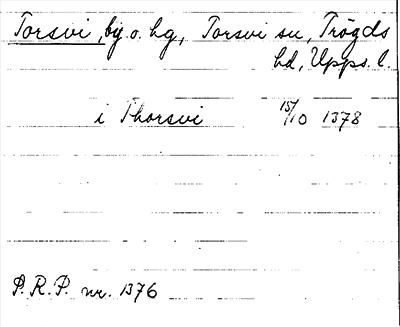 Torsvi, by o. hg, Torsvi sn, Trögds
hd, Upps. l.
i Thorsvi 15/10 1378
P. R. P. nr. 1376